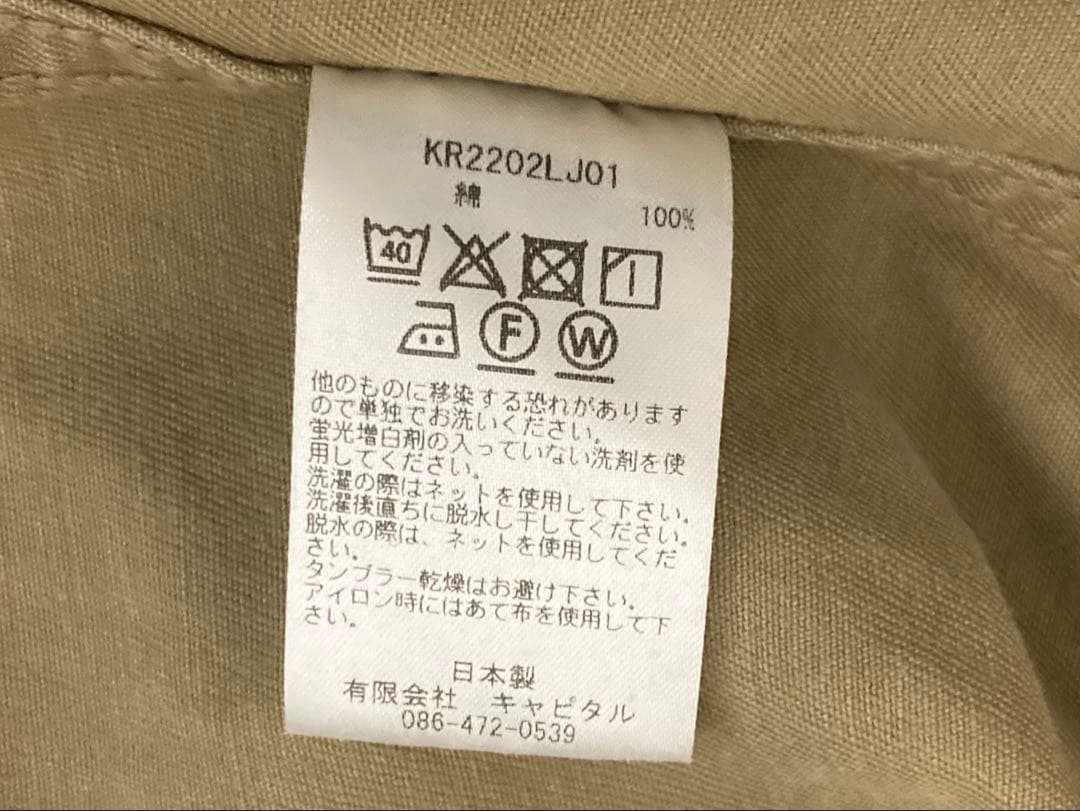 KR2202LJ01
綿 100%
40
F W
他のものに移染する恐れがあります
ので単独でお洗いください。
蛍光増白剤の入っていない洗剤を使
用してください。
洗濯の際はネットを使用して下さい。
洗濯後直ちに脱水し干してください。
脱水の際は、ネットを使用してくだ
さい。
タンブラー乾燥はお避け下さい。
アイロン時にはあて布を使用して下
さい。
日本製
有限会社 キャピタル
086-472-0539